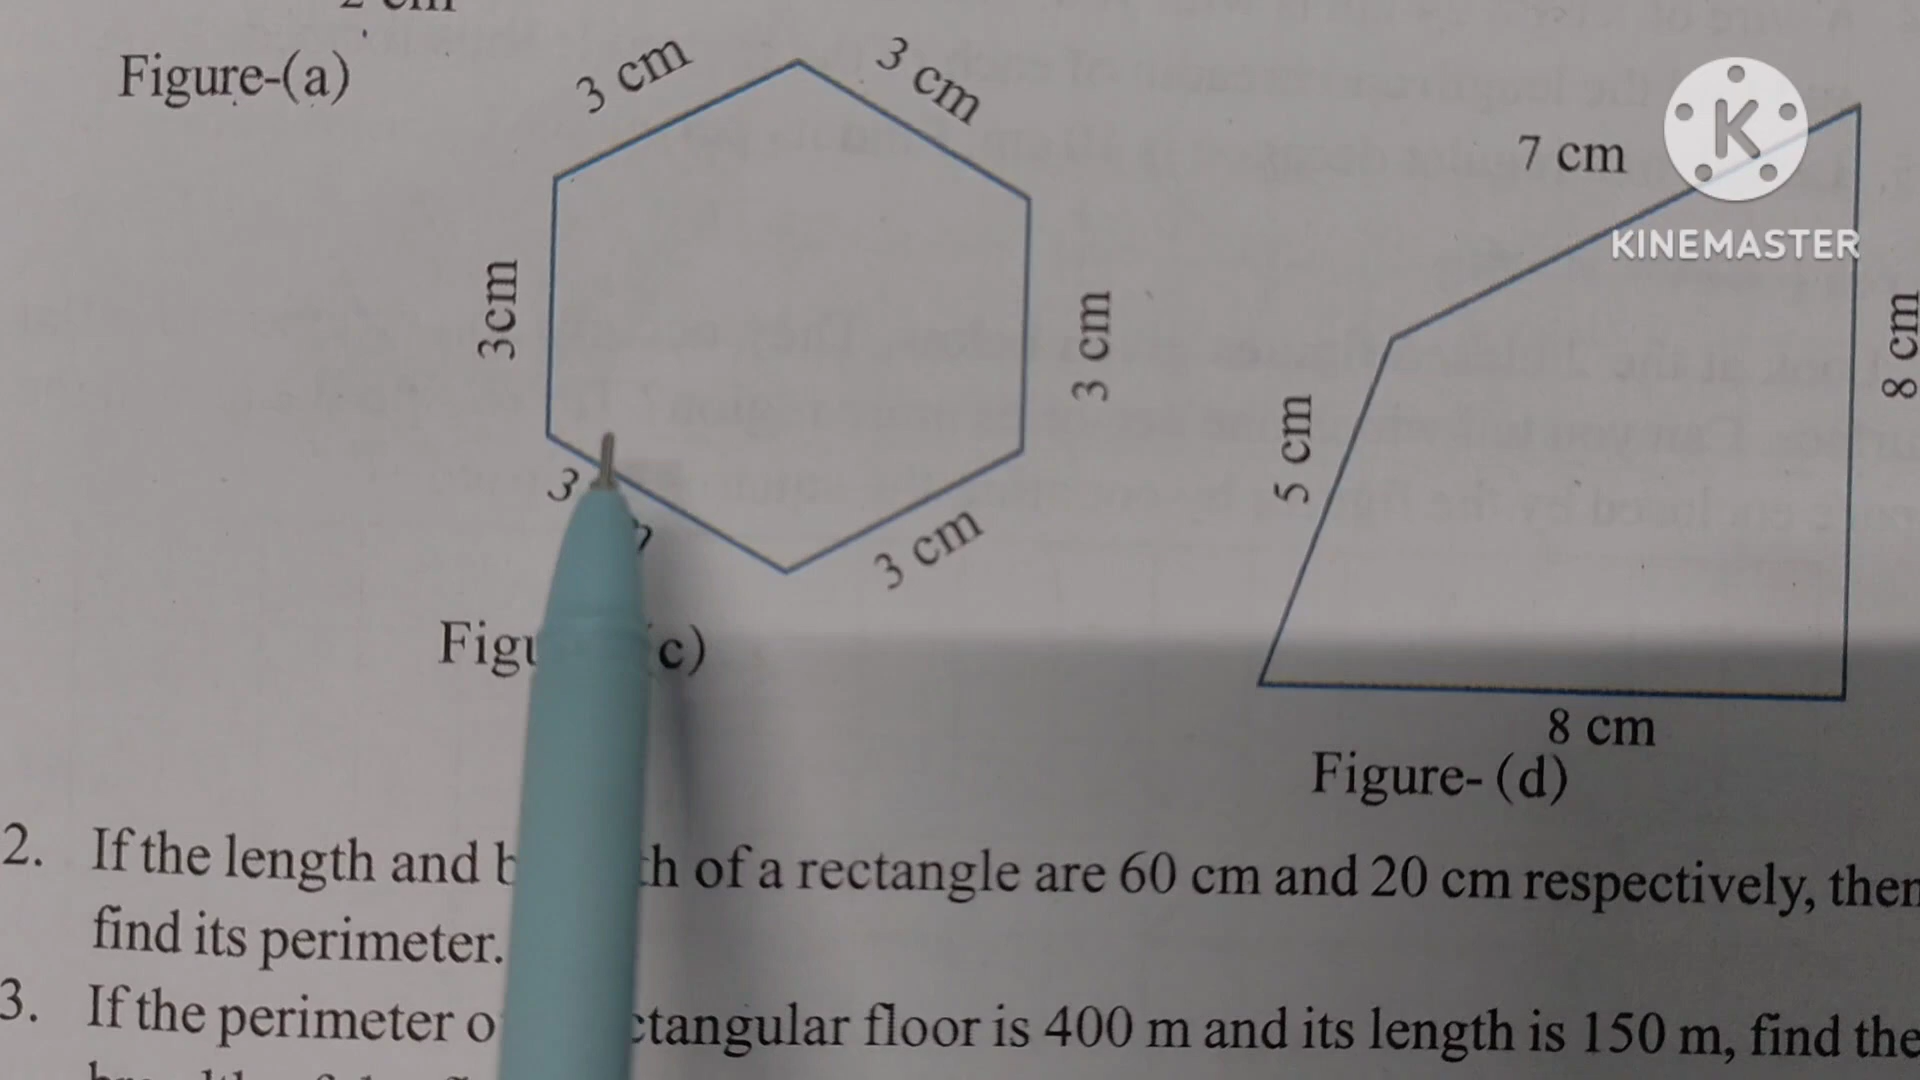 Figure-(a)
3 cm
3 cm
7 cm
K
KINEMASTER
3cm
3 cm
8 cm
5 cm
3
3 cm
c)
8 cm
Figure- (d)
2. If the length and of a rectangle are 60 cm and 20 cm respectively, then
find its perimeter.
3. If the perimeter floor is 400 m and its length is 150 m, find the